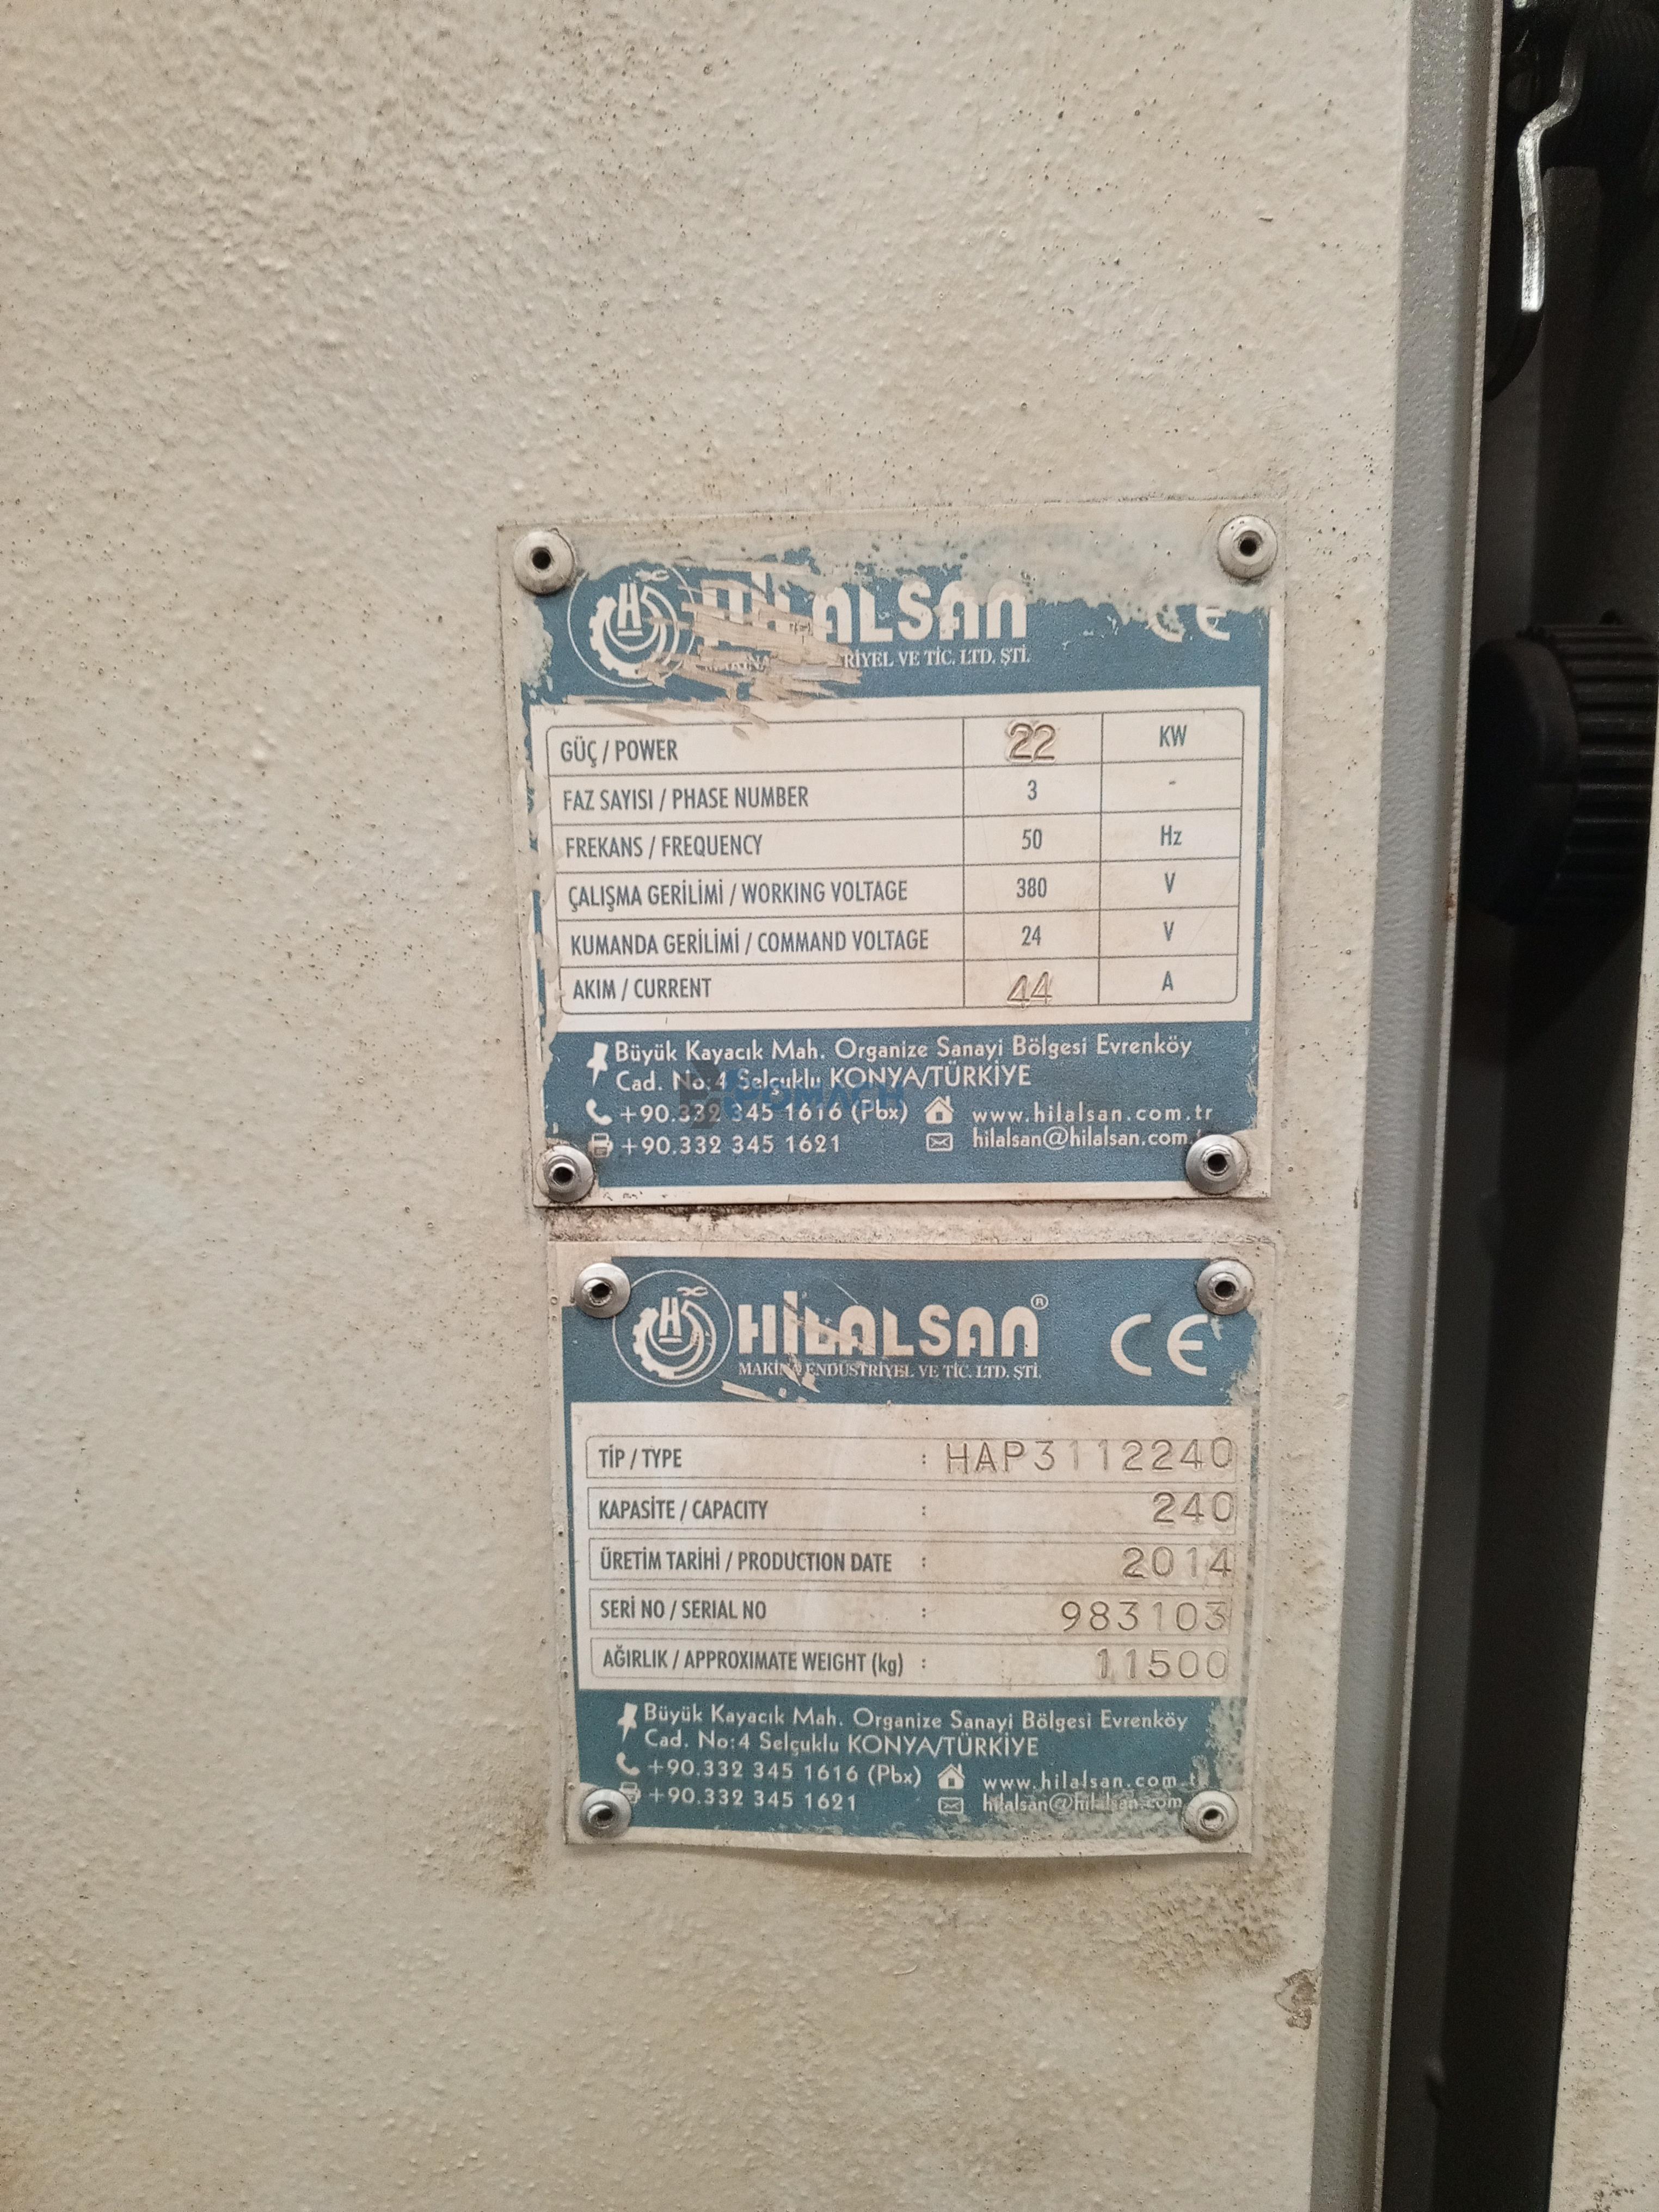 HİLALSAN CE
RİYEL VE TİC. LTD. ŞTİ.
GÜÇ / POWER 22 KW
FAZ SAYISI / PHASE NUMBER 3 -
FREKANS / FREQUENCY 50 Hz
ÇALIŞMA GERİLİMİ / WORKING VOLTAGE 380 V
KUMANDA GERİLİMİ / COMMAND VOLTAGE 24 V
AKIM / CURRENT 44 A
Büyük Kayacık Mah. Organize Sanayi Bölgesi Evrenköy
Cad. No:4 Selçuklu KONYA/TÜRKİYE
+90.332 345 1616 (Pbx) www.hilalsan.com.tr
+90.332 345 1621 hilalsan@hilalsan.com.
HİLALSAN® CE
MAKİNA ENDÜSTRİYEL VE TİC. LTD. ŞTİ.
TİP / TYPE : HAP3112240
KAPASİTE / CAPACITY : 240
ÜRETİM TARİHİ / PRODUCTION DATE : 2014
SERİ NO / SERIAL NO : 983103
AĞIRLIK / APPROXIMATE WEIGHT (kg) : 11500
Büyük Kayacık Mah. Organize Sanayi Bölgesi Evrenköy
Cad. No:4 Selçuklu KONYA/TÜRKİYE
+90.332 345 1616 (Pbx) www.hilalsan.com.t
+90.332 345 1621 hilalsan@hilalsan.com